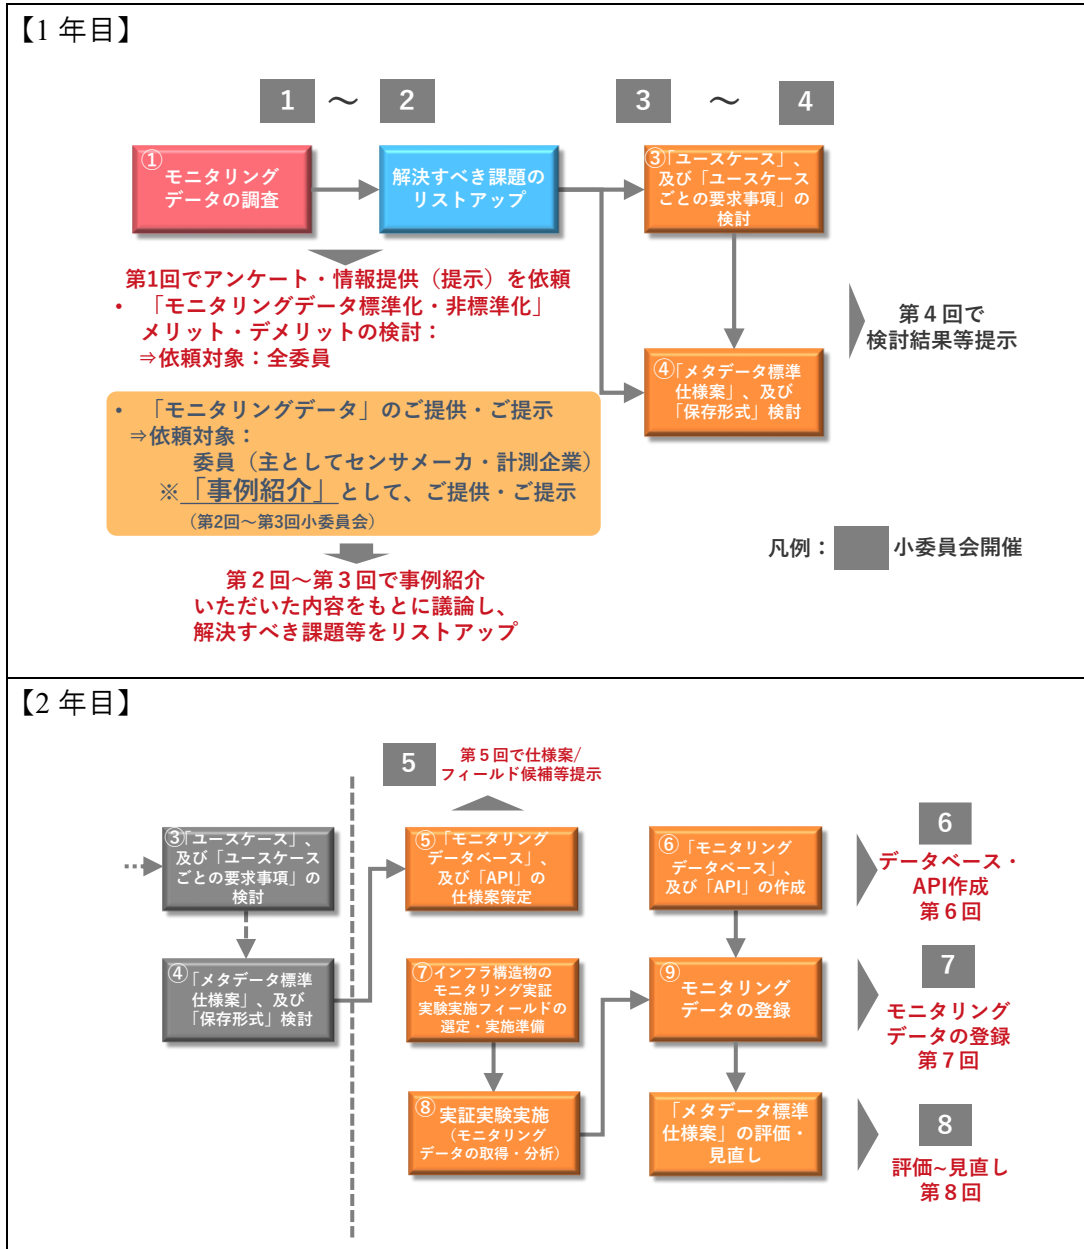 【1 年目】
1 〜 2
3 〜 4
①
モニタリング
データの調査
解決すべき課題の
リストアップ
③「ユースケース」、
及び「ユースケース
ごとの要求事項」の
検討
第1回でアンケート・情報提供（提示）を依頼
• 「モニタリングデータ標準化・非標準化」
メリット・デメリットの検討：
⇒依頼対象：全委員
第４回で
検討結果等提示
④「メタデータ標準
仕様案」、及び
「保存形式」検討
• 「モニタリングデータ」のご提供・ご提示
⇒依頼対象：
委員（主としてセンサメーカ・計測企業）
※「事例紹介」として、ご提供・ご提示
（第2回〜第3回小委員会）
凡例： 小委員会開催
第２回〜第３回で事例紹介
いただいた内容をもとに議論し、
解決すべき課題等をリストアップ
【2 年目】
5
第５回で仕様案/
フィールド候補等提示
③「ユースケース」、
及び「ユースケース
ごとの要求事項」の
検討
⑤「モニタリング
データベース」、
及び「API」の
仕様案策定
⑥「モニタリング
データベース」、
及び「API」の作成
6
データベース・
API作成
第６回
④「メタデータ標準
仕様案」、及び
「保存形式」検討
⑦インフラ構造物の
モニタリング実証
実験実施フィールドの
選定・実施準備
⑨
モニタリング
データの登録
7
モニタリング
データの登録
第７回
⑧ 実証実験実施
（モニタリング
データの取得・分析）
「メタデータ標準
仕様案」の評価・
見直し
8
評価~見直し
第８回